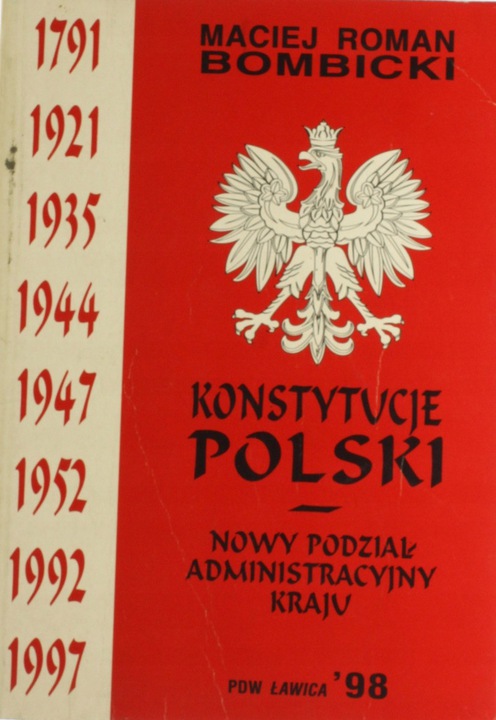 1791
1921
1935
1944
1947
1952
1992
1997
MACIEJ ROMAN
BOMBICKI
KONSTYTUCJE
POLSKI
–
NOWY PODZIAŁ
ADMINISTRACYJNY
KRAJU
PDW ŁAWICA '98